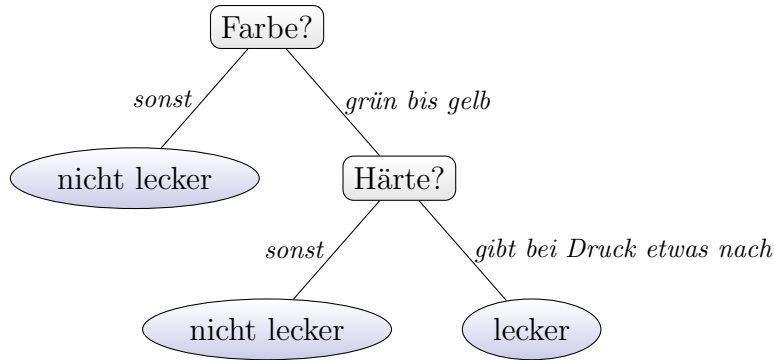 Farbe?
sonst
grün bis gelb
nicht lecker
Härte?
sonst
gibt bei Druck etwas nach
nicht lecker
lecker